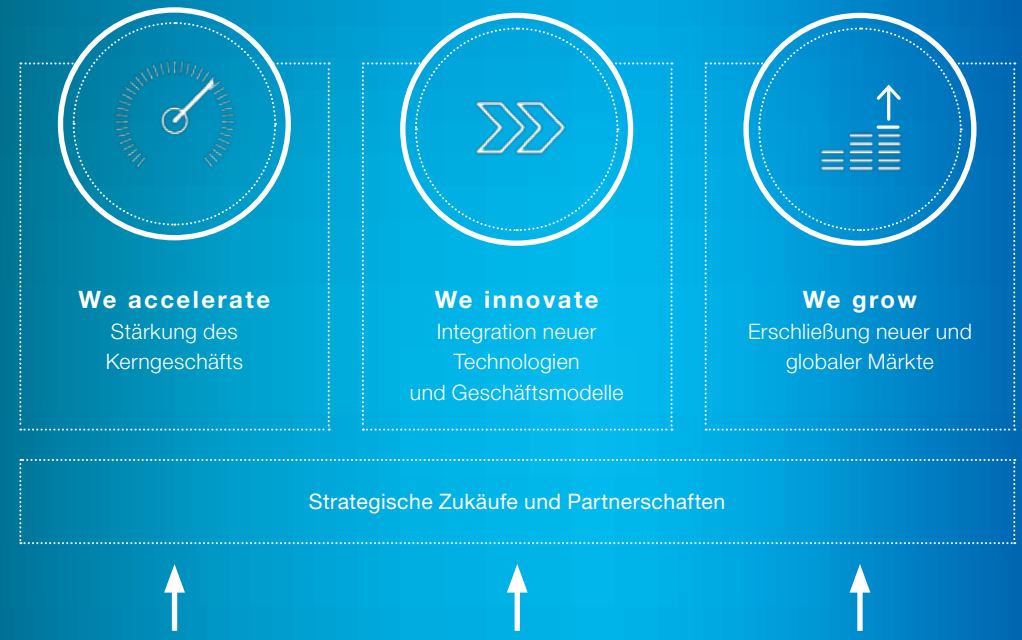 We accelerate
Stärkung des
Kerngeschäfts
We innovate
Integration neuer
Technologien
und Geschäftsmodelle
We grow
Erschließung neuer und
globaler Märkte
Strategische Zukäufe und Partnerschaften